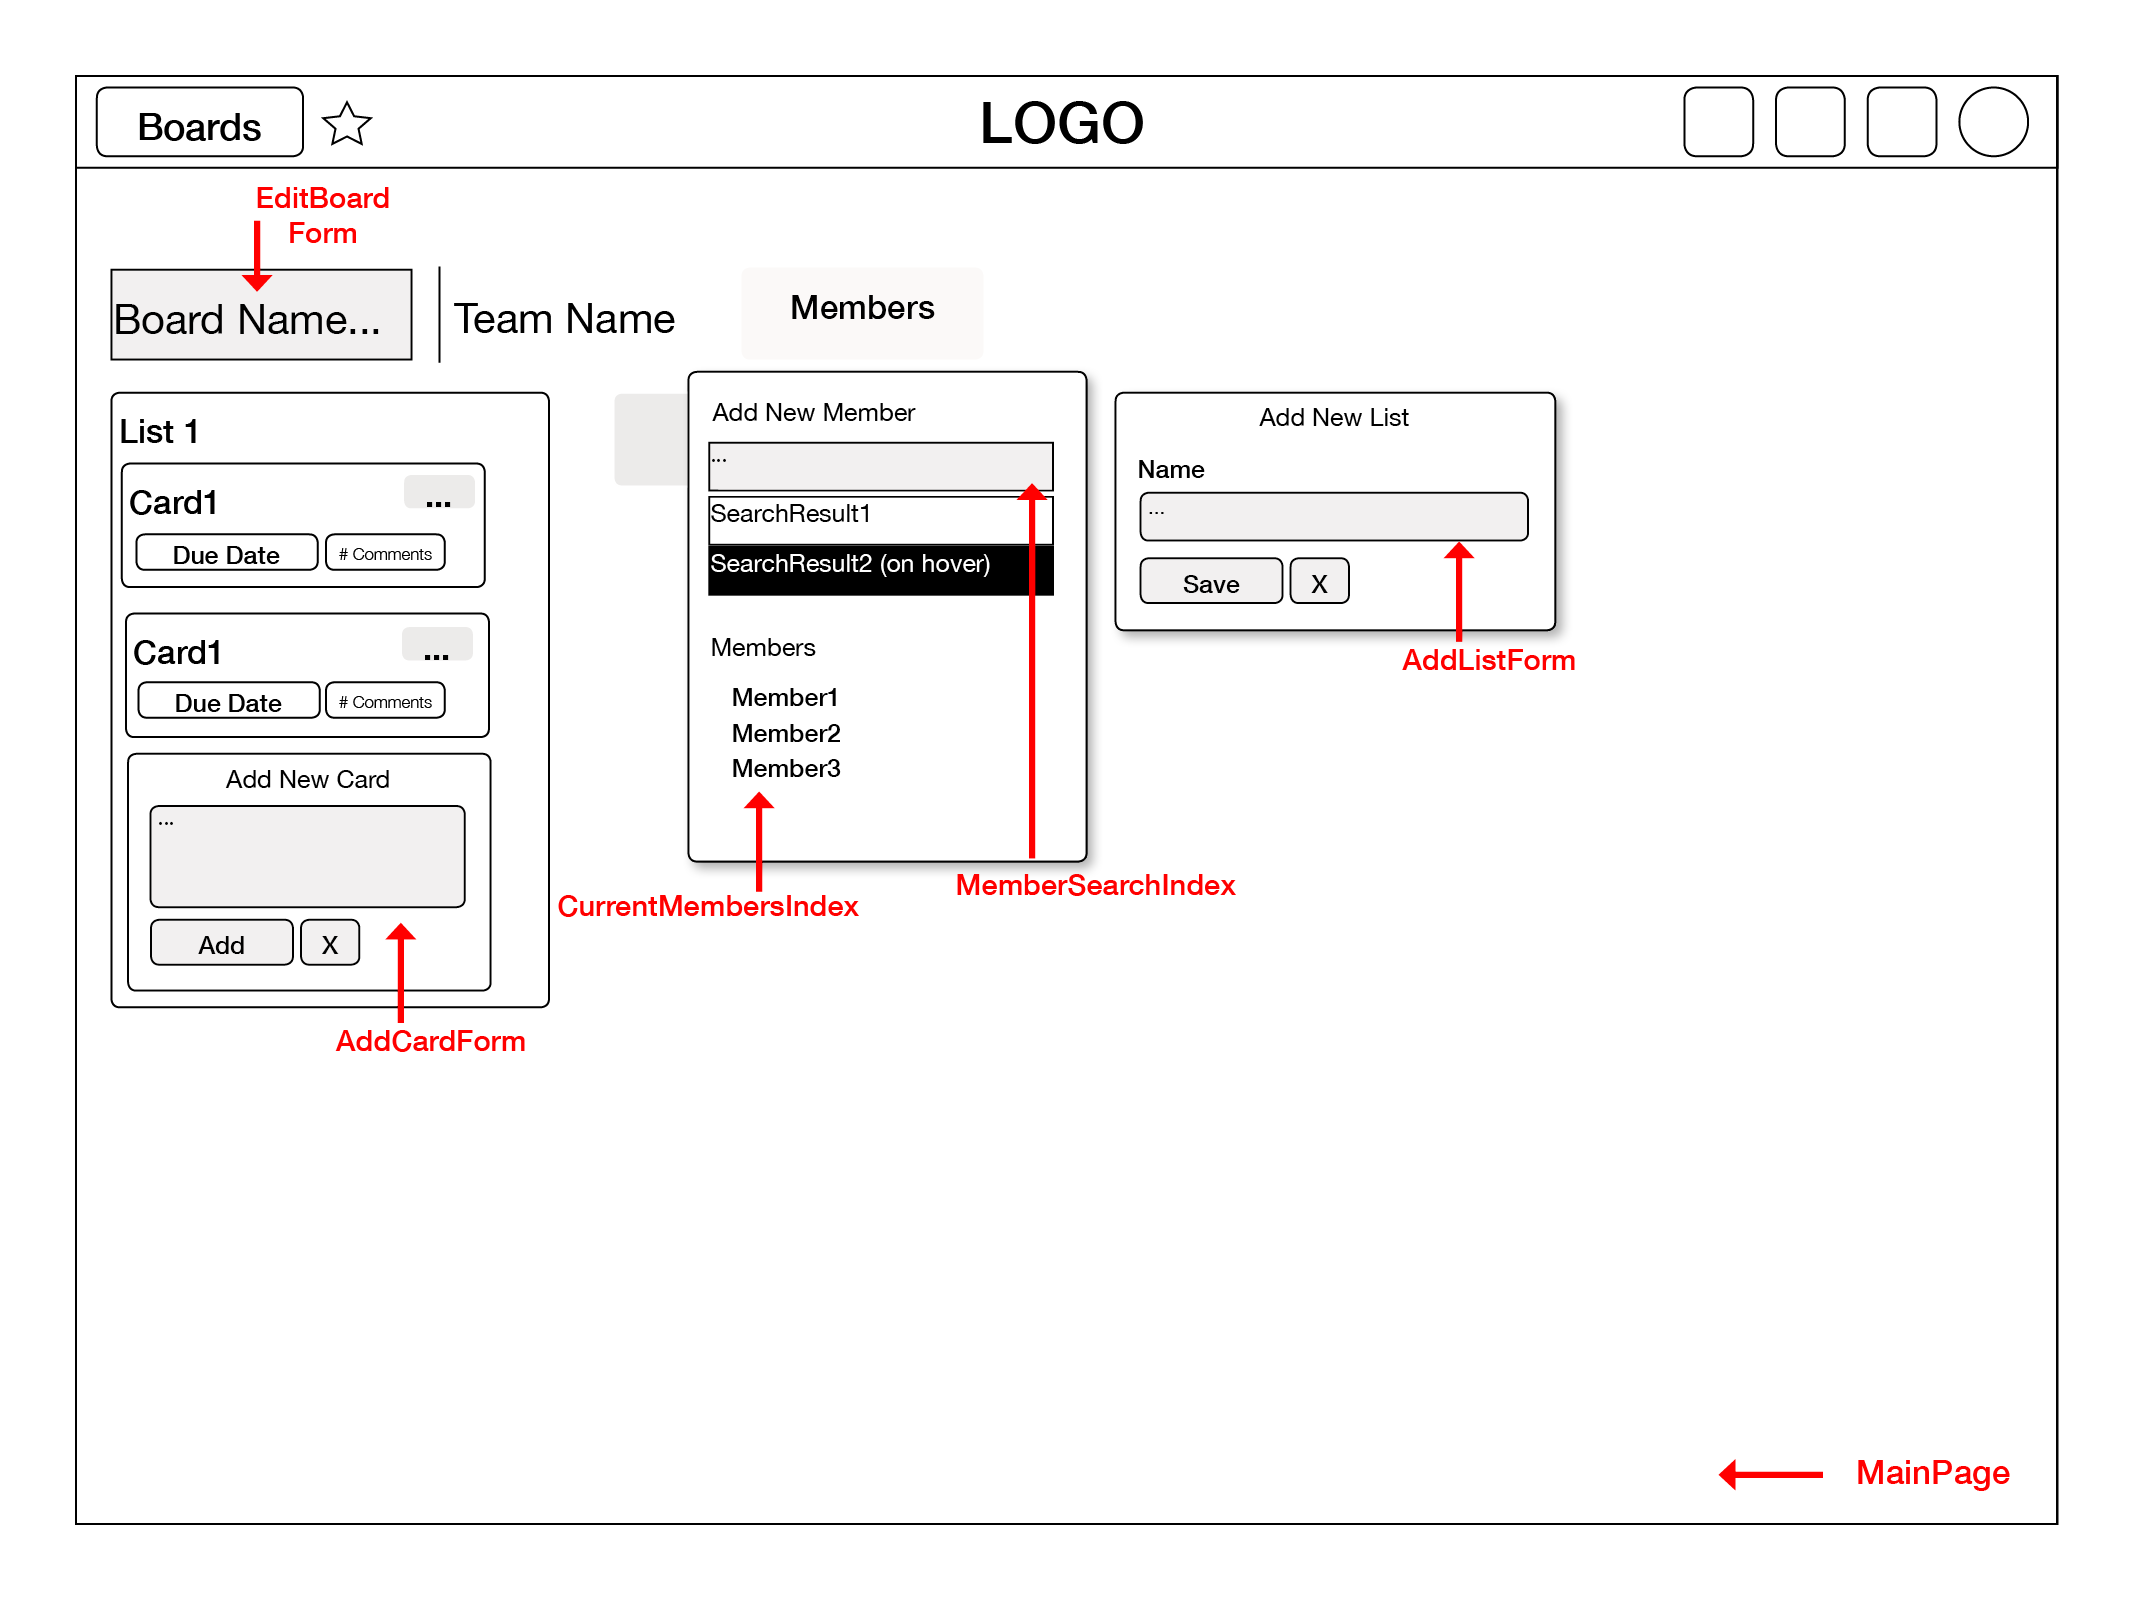 Boards
LOGO
EditBoard
Form
Board Name...
Team Name
Members
List 1
Card1
...
Due Date
# Comments
Card1
...
Due Date
# Comments
Add New Card
...
Add
X
AddCardForm
Add New Member
...
SearchResult1
SearchResult2 (on hover)
Members
Member1
Member2
Member3
CurrentMembersIndex
MemberSearchIndex
Add New List
Name
...
Save
X
AddListForm
MainPage